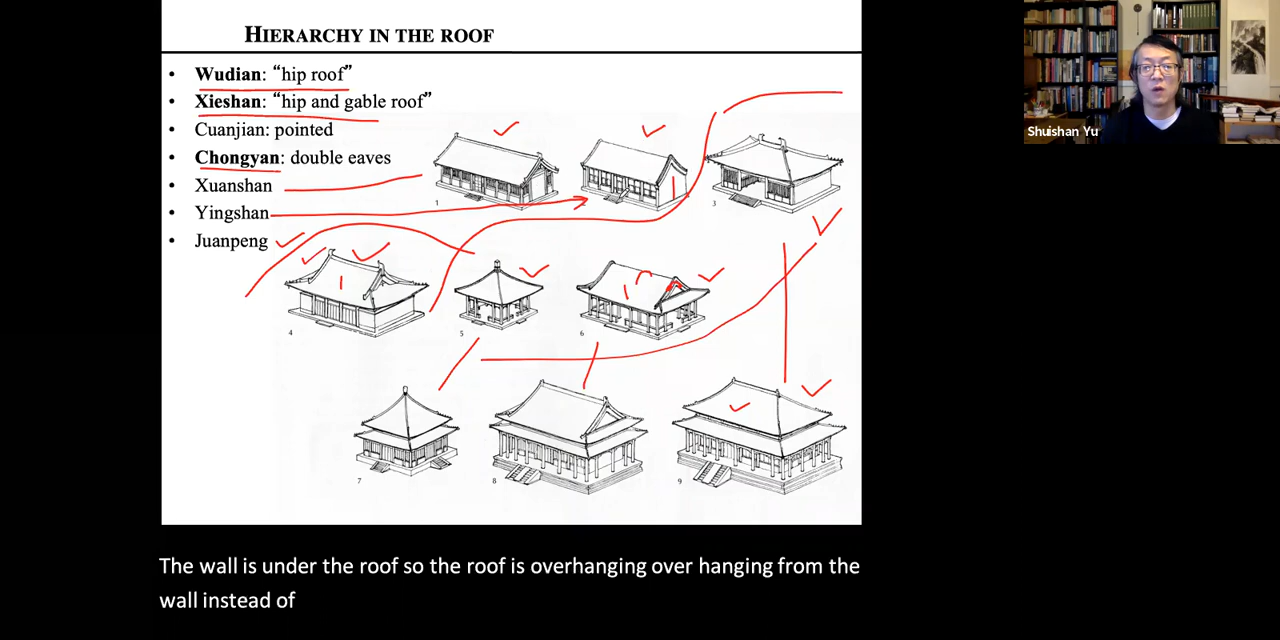 HIERARCHY IN THE ROOF
• Wudian: “hip roof”
• Xieshan: “hip and gable roof”
• Cuanjian: pointed
• Chongyan: double eaves
• Xuanshan
• Yingshan
• Juanpeng
1
3
4
5
6
7
8
9
Shuishan Yu
The wall is under the roof so the roof is overhanging over hanging from the
wall instead of